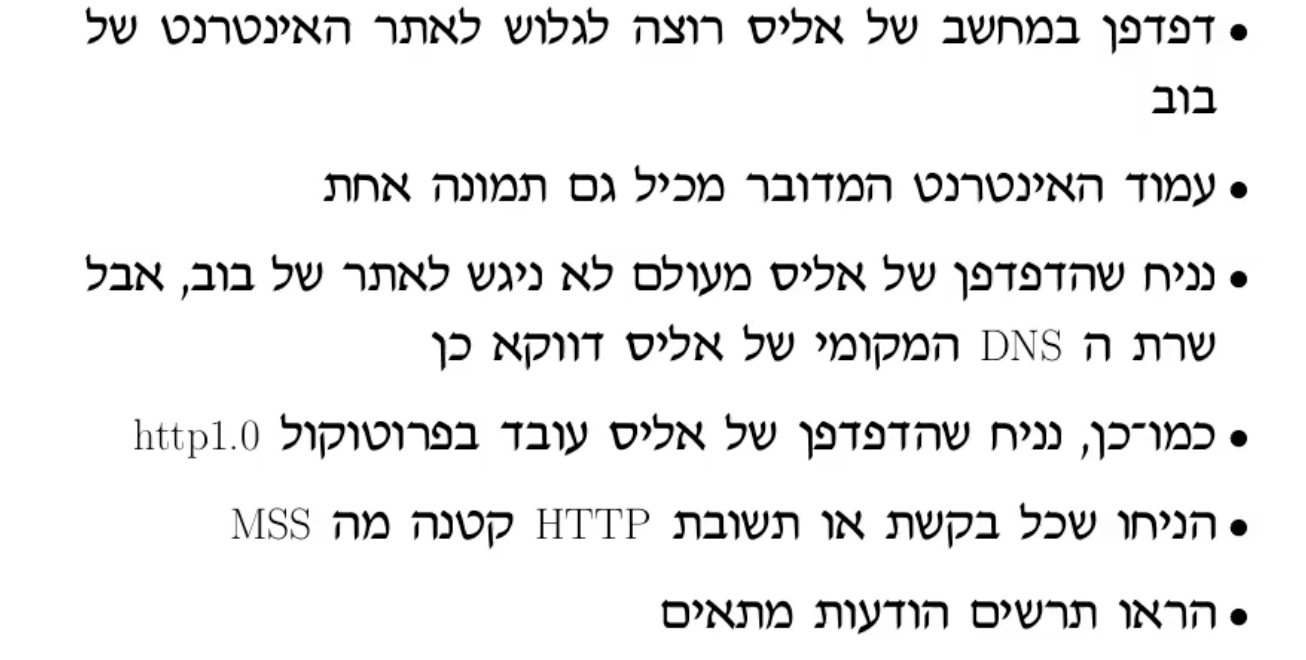 • דפדפן במחשב של אליס רוצה לגלוש לאתר האינטרנט של
בוב
• עמוד האינטרנט המדובר מכיל גם תמונה אחת
• נניח שהדפדפן של אליס מעולם לא ניגש לאתר של בוב, אבל
שרת ה DNS המקומי של אליס דווקא כן
• כמו־כן, נניח שהדפדפן של אליס עובד בפרוטוקול http1.0
• הניחו שכל בקשת או תשובת HTTP קטנה מה MSS
• הראו תרשים הודעות מתאים